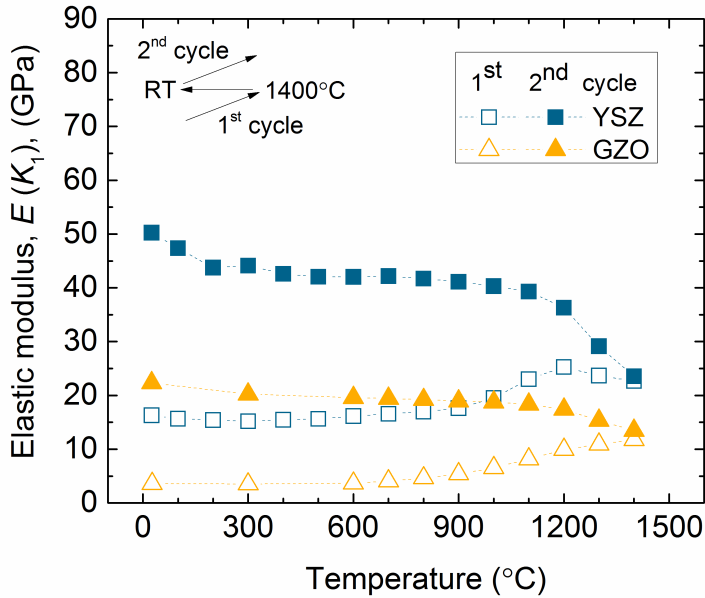 Elastic modulus, E (K1), (GPa)
90
80
70
60
50
40
30
20
10
0
2nd cycle
RT
1400°C
1st cycle
1st 2nd cycle
YSZ
GZO
0 300 600 900 1200 1500
Temperature (°C)